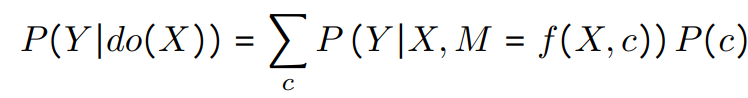 P(Y|do(X)) = ∑_c P(Y|X, M = f(X, c)) P(c)